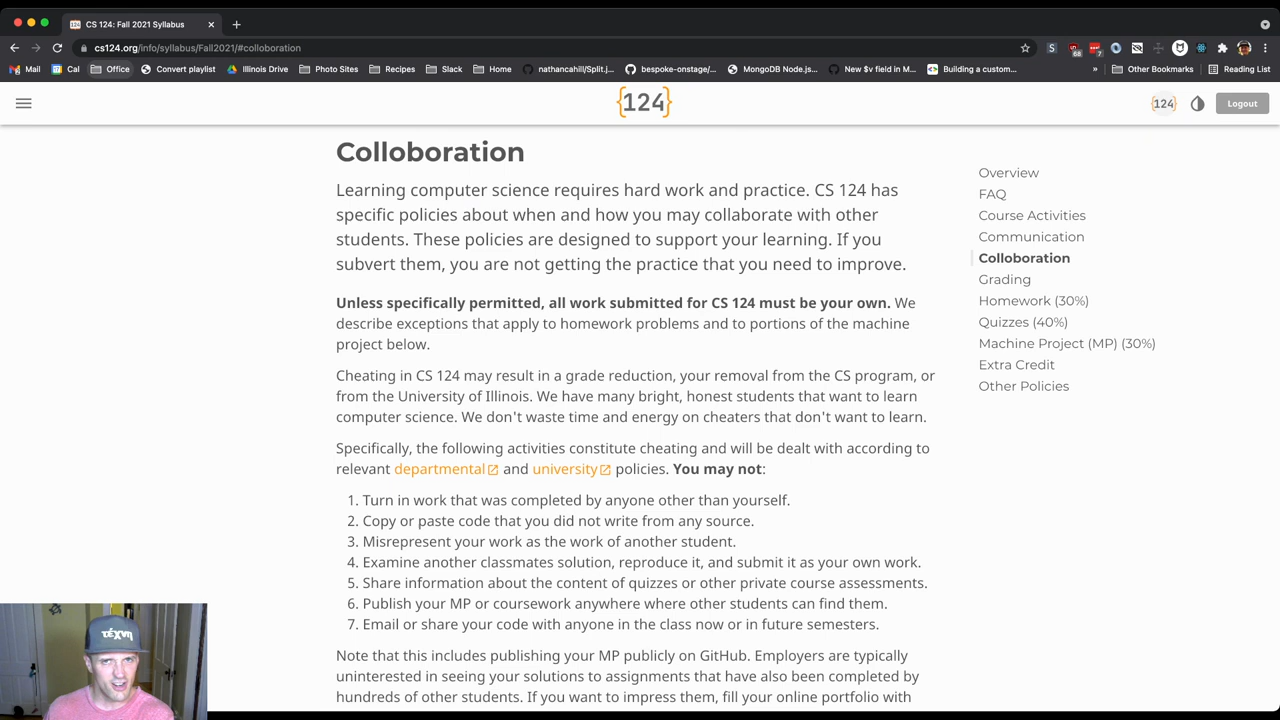 CS 124: Fall 2021 Syllabus
cs124.org/info/syllabus/Fall2021/#colloboration
Mail Cal Office Convert playlist Illinois Drive Photo Sites Recipes Slack Home nathancahill/Split.j... bespoke-onstage/... MongoDB Node.js... New $v field in M... Building a custom... » Other Bookmarks Reading List
{124} 124 Logout
Colloboration
Learning computer science requires hard work and practice. CS 124 has
specific policies about when and how you may collaborate with other
students. These policies are designed to support your learning. If you
subvert them, you are not getting the practice that you need to improve.
Unless specifically permitted, all work submitted for CS 124 must be your own. We
describe exceptions that apply to homework problems and to portions of the machine
project below.
Cheating in CS 124 may result in a grade reduction, your removal from the CS program, or
from the University of Illinois. We have many bright, honest students that want to learn
computer science. We don't waste time and energy on cheaters that don't want to learn.
Specifically, the following activities constitute cheating and will be dealt with according to
relevant departmental and university policies. You may not:
1. Turn in work that was completed by anyone other than yourself.
2. Copy or paste code that you did not write from any source.
3. Misrepresent your work as the work of another student.
4. Examine another classmates solution, reproduce it, and submit it as your own work.
5. Share information about the content of quizzes or other private course assessments.
6. Publish your MP or coursework anywhere where other students can find them.
7. Email or share your code with anyone in the class now or in future semesters.
Note that this includes publishing your MP publicly on GitHub. Employers are typically
uninterested in seeing your solutions to assignments that have also been completed by
hundreds of other students. If you want to impress them, fill your online portfolio with
Overview
FAQ
Course Activities
Communication
Colloboration
Grading
Homework (30%)
Quizzes (40%)
Machine Project (MP) (30%)
Extra Credit
Other Policies
τέχνη